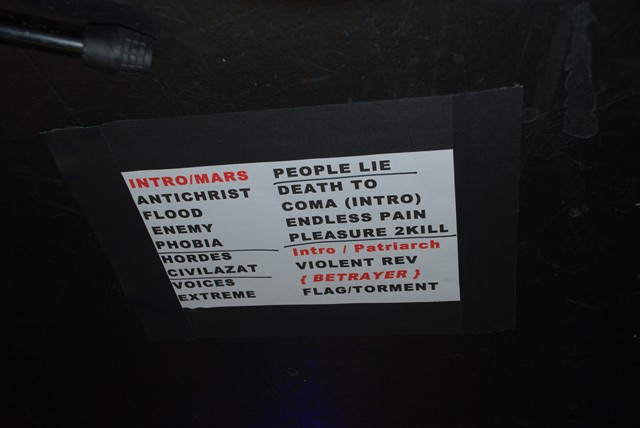 INTRO/MARS
ANTICHRIST
FLOOD
ENEMY
PHOBIA
HORDES
CIVILAZAT
VOICES
EXTREME
PEOPLE LIE
DEATH TO
COMA (INTRO)
ENDLESS PAIN
PLEASURE 2KILL
Intro / Patriarch
VIOLENT REV
{ BETRAYER }
FLAG/TORMENT